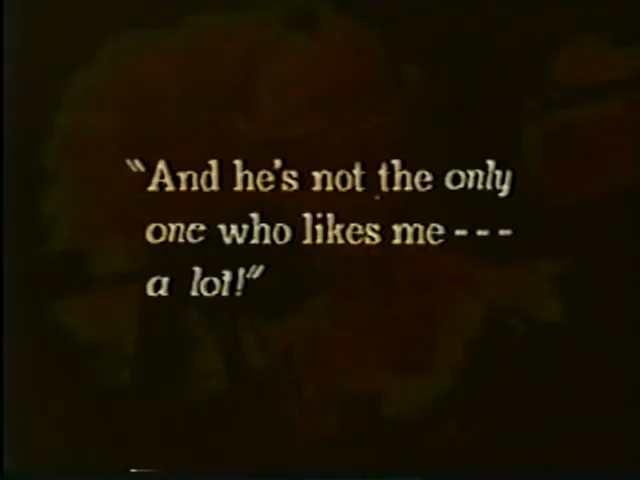 "And he's not the only
one who likes me ---
a lot!"